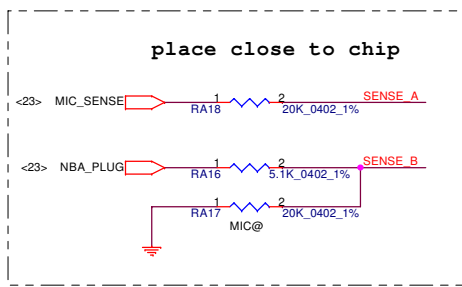 place close to chip
<23> MIC_SENSE 1 2 SENSE_A
RA18 20K_0402_1%
<23> NBA_PLUG 1 2 SENSE_B
RA16 5.1K_0402_1%
1 2
RA17 20K_0402_1%
MIC@